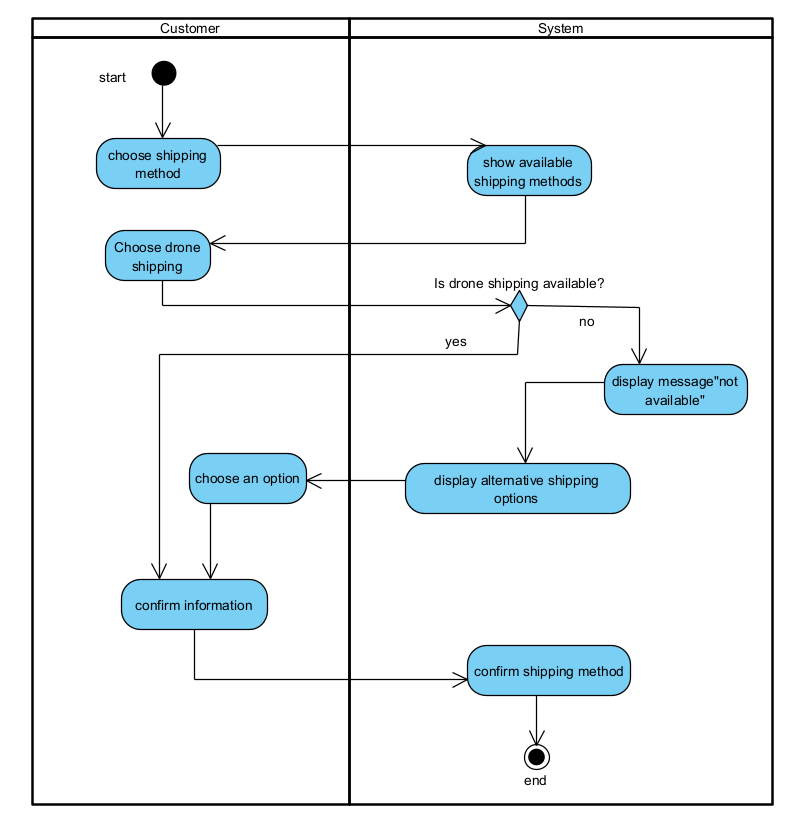 Customer
System
start
choose shipping
method
show available
shipping methods
Choose drone
shipping
Is drone shipping available?
no
yes
display message"not
available"
choose an option
display alternative shipping
options
confirm information
confirm shipping method
end